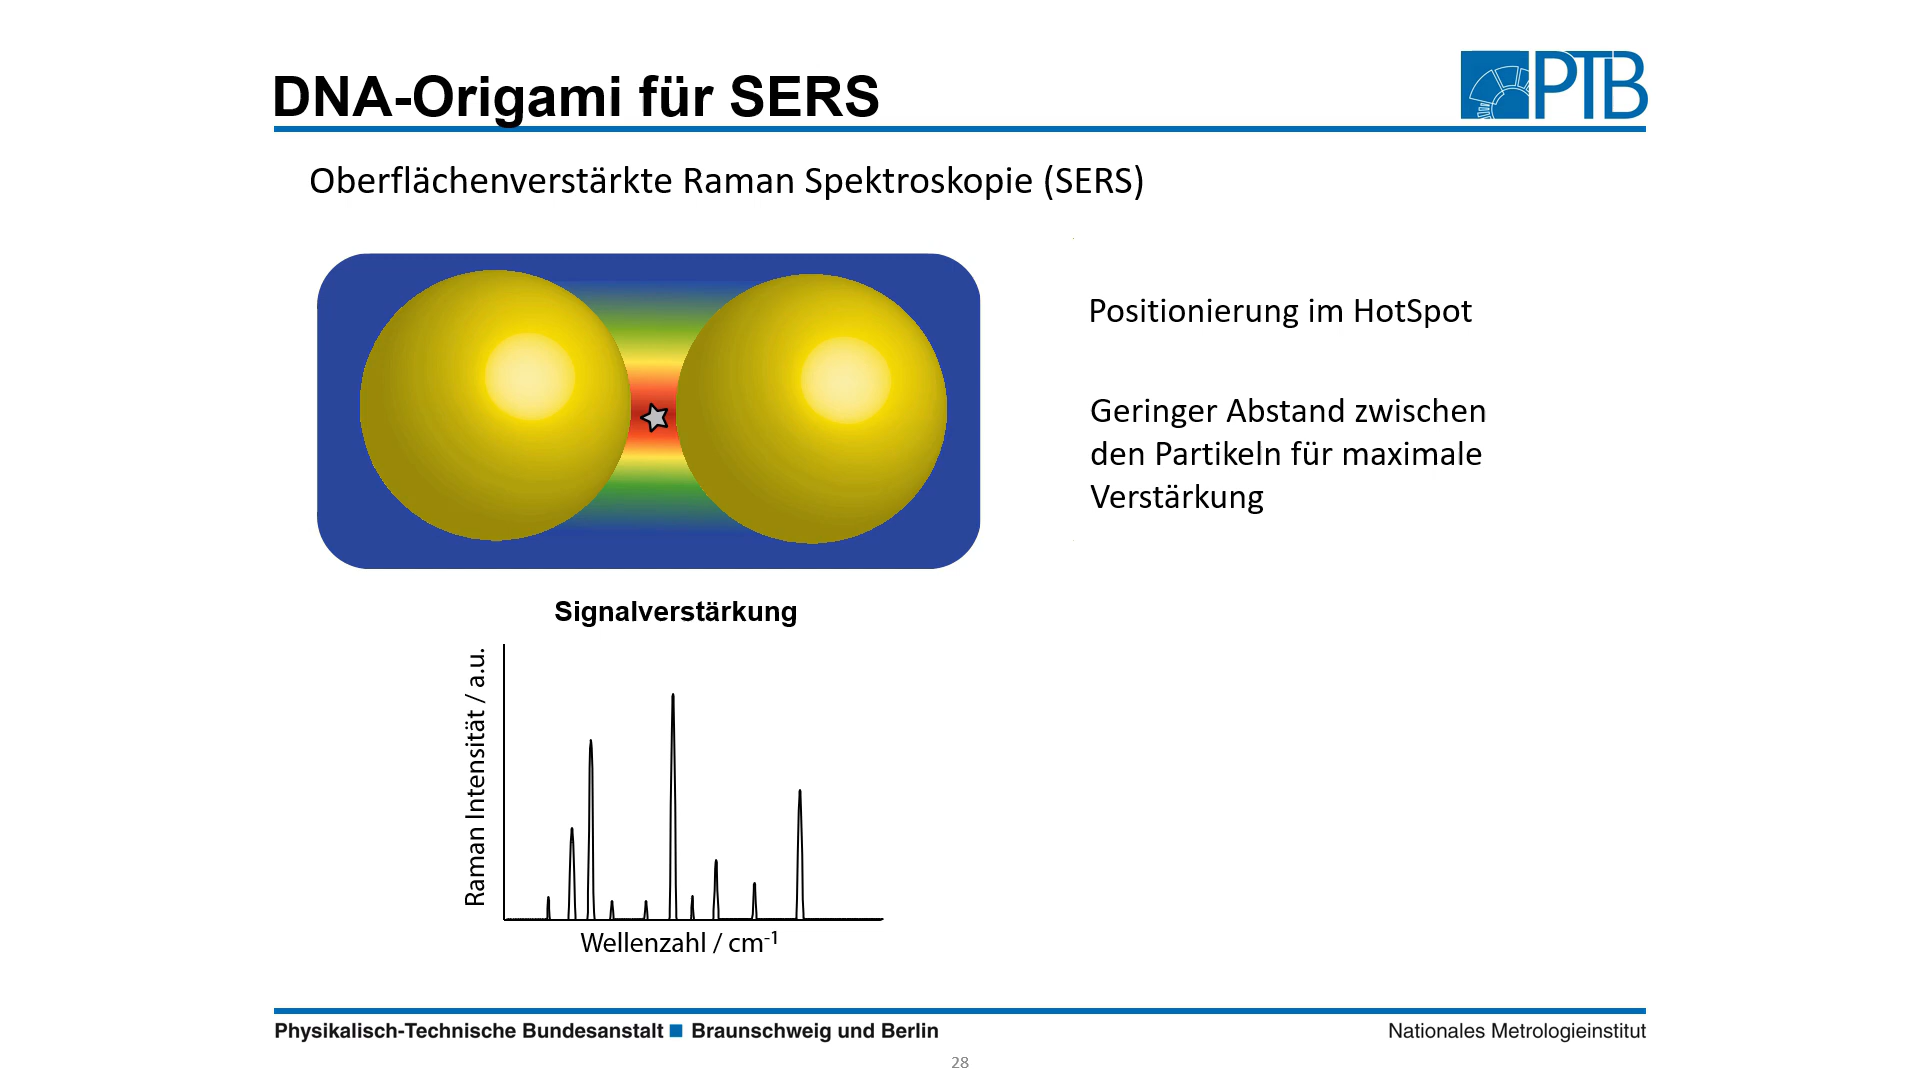 DNA-Origami für SERS
PTB
Oberflächenverstärkte Raman Spektroskopie (SERS)
Positionierung im HotSpot
Geringer Abstand zwischen
den Partikeln für maximale
Verstärkung
Signalverstärkung
Raman Intensität / a.u.
Wellenzahl / cm⁻¹
Physikalisch-Technische Bundesanstalt ■ Braunschweig und Berlin
Nationales Metrologieinstitut
28